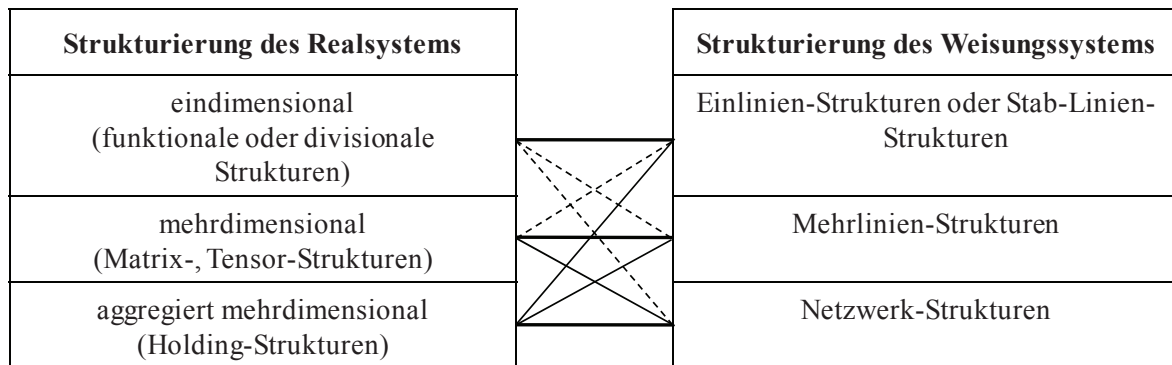 Strukturierung des Realsystems
Strukturierung des Weisungssystems
eindimensional
(funktionale oder divisionale
Strukturen)
Einlinien-Strukturen oder Stab-Linien-
Strukturen
mehrdimensional
(Matrix-, Tensor-Strukturen)
Mehrlinien-Strukturen
aggregiert mehrdimensional
(Holding-Strukturen)
Netzwerk-Strukturen